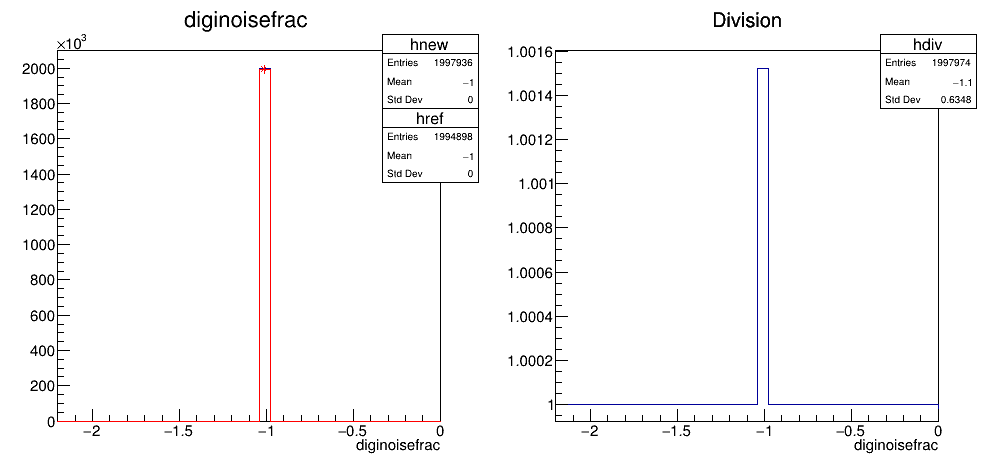 diginoisefrac
×10³
2000
1800
1600
1400
1200
1000
800
600
400
200
0
−2
−1.5
−1
−0.5
0
diginoisefrac
hnew
Entries 1997936
Mean −1
Std Dev 0
href
Entries 1994898
Mean −1
Std Dev 0
Division
1.0016
1.0014
1.0012
1.001
1.0008
1.0006
1.0004
1.0002
1
−2
−1.5
−1
−0.5
0
diginoisefrac
hdiv
Entries 1997974
Mean −1.1
Std Dev 0.6348